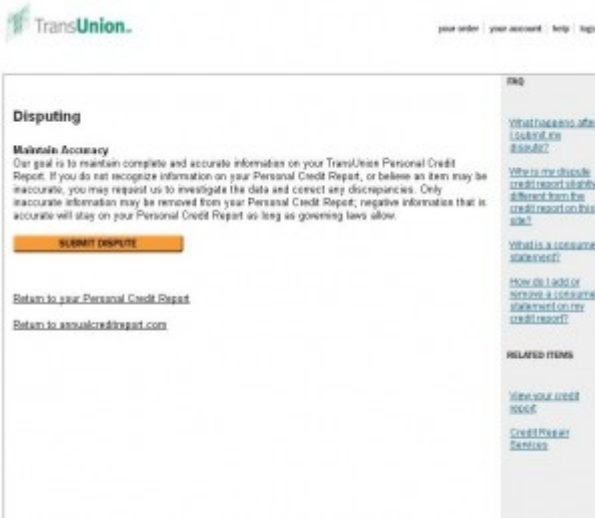 TransUnion.
your order | your account | help | logo
Disputing
Maintain Accuracy
Our goal is to maintain complete and accurate information on your TransUnion Personal Credit
Report. If you do not recognize information on your Personal Credit Report, or believe an item may be
inaccurate, you may request us to investigate the data and correct any discrepancies. Only
inaccurate information may be removed from your Personal Credit Report; negative information that is
accurate will stay on your Personal Credit Report as long as governing laws allow.
SUBMIT DISPUTE
Return to your Personal Credit Report
Return to annualcreditreport.com
FAQ
What happens after
I submit my
dispute?
Why is my dispute
credit report slightly
different from the
credit report on this
site?
What is a consume
statement?
How do I add or
remove a consume
statement on my
credit report?
RELATED ITEMS
View your credit
report
Credit Repair
Services